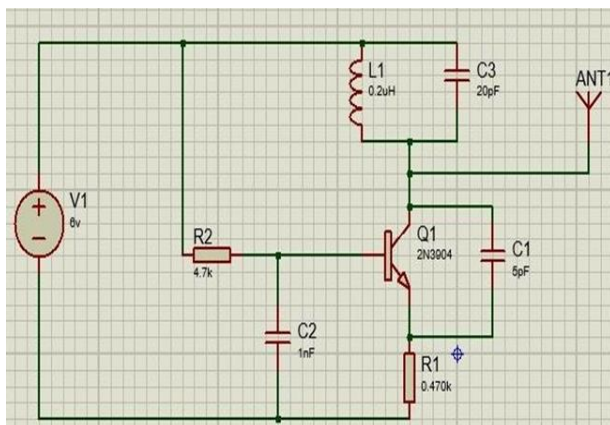 L1
0.2uH
C3
20pF
ANT1
V1
6v
R2
4.7k
Q1
2N3904
C1
5pF
C2
1nF
R1
0.470k